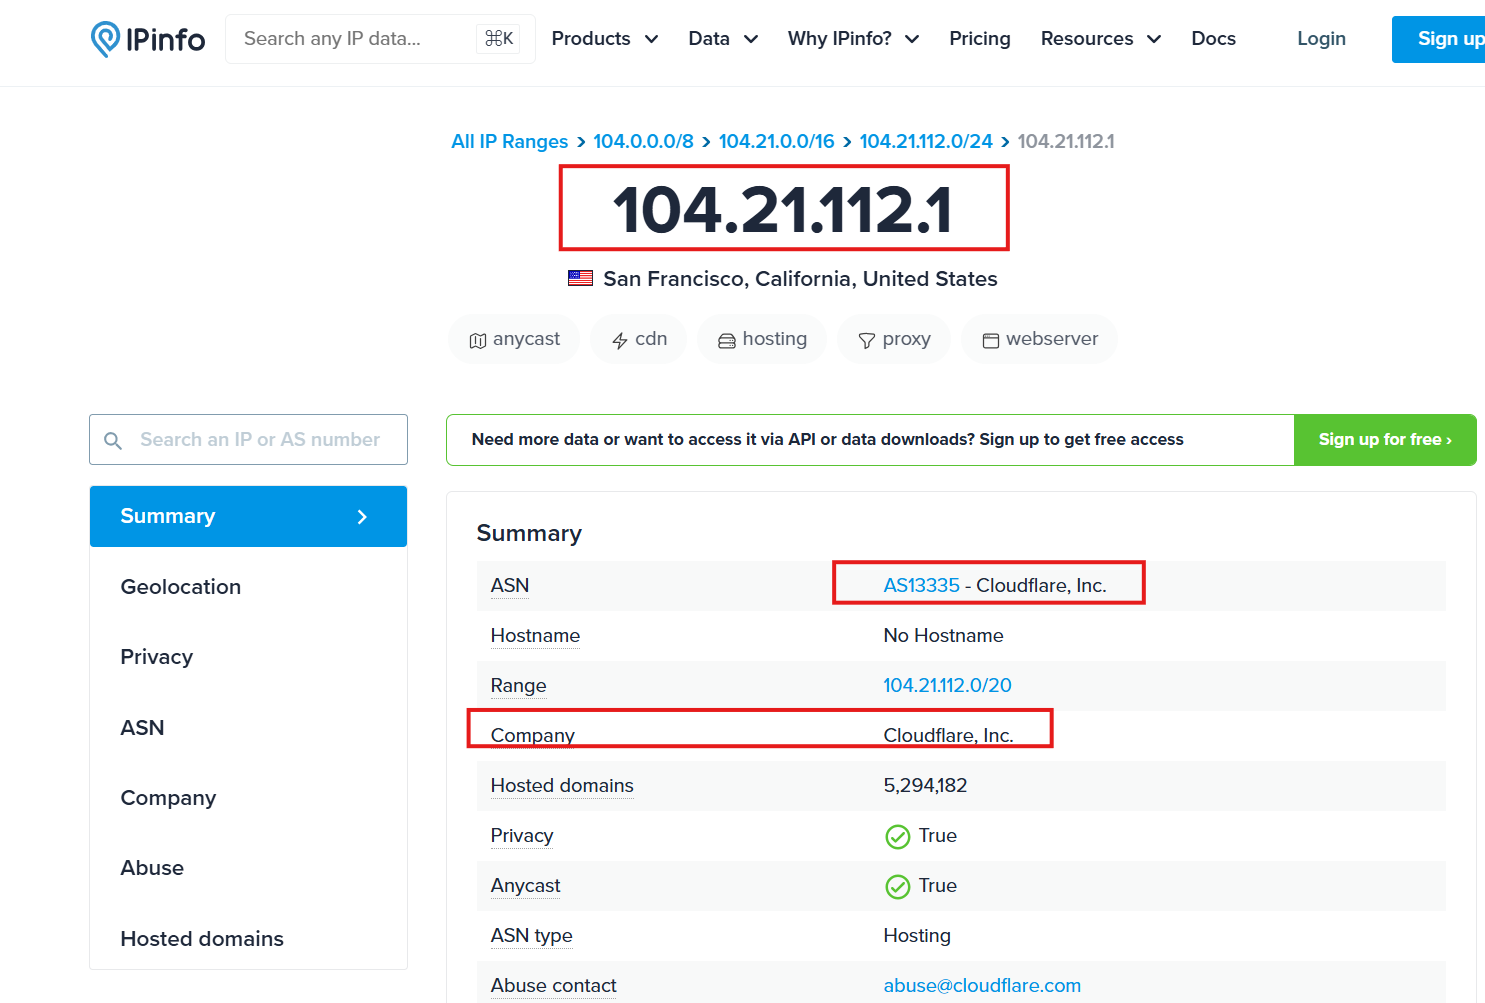 IPinfo Search any IP data... ⌘K Products Data Why IPinfo? Pricing Resources Docs Login Sign up
All IP Ranges > 104.0.0.0/8 > 104.21.0.0/16 > 104.21.112.0/24 > 104.21.112.1
104.21.112.1
San Francisco, California, United States
anycast cdn hosting proxy webserver
Search an IP or AS number
Need more data or want to access it via API or data downloads? Sign up to get free access Sign up for free ›
Summary
Geolocation
Privacy
ASN
Company
Abuse
Hosted domains
Summary
ASN AS13335 - Cloudflare, Inc.
Hostname No Hostname
Range 104.21.112.0/20
Company Cloudflare, Inc.
Hosted domains 5,294,182
Privacy True
Anycast True
ASN type Hosting
Abuse contact abuse@cloudflare.com